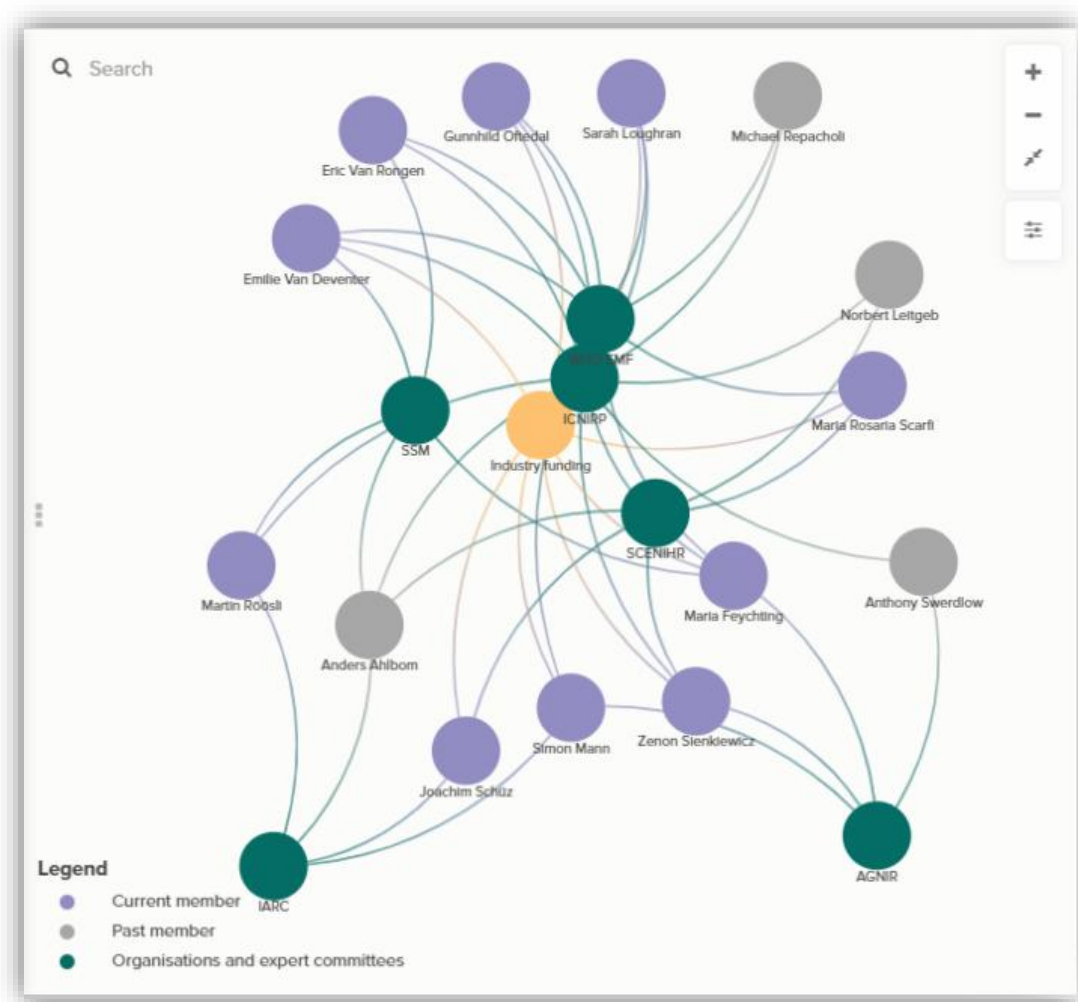 Search
Gunnhild Oftedal
Sarah Loughran
Michael Repacholi
Eric Van Rongen
Emilie Van Deventer
Norbert Leitgeb
EMF
ICNIRP
Maria Rosaria Scarfi
SSM
Industry funding
SCENIHR
Martin Röösli
Maria Feychting
Anthony Swerdlow
Anders Ahlbom
Simon Mann
Zenon Sienkiewicz
Joachim Schüz
AGNIR
IARC
Legend
Current member
Past member
Organisations and expert committees